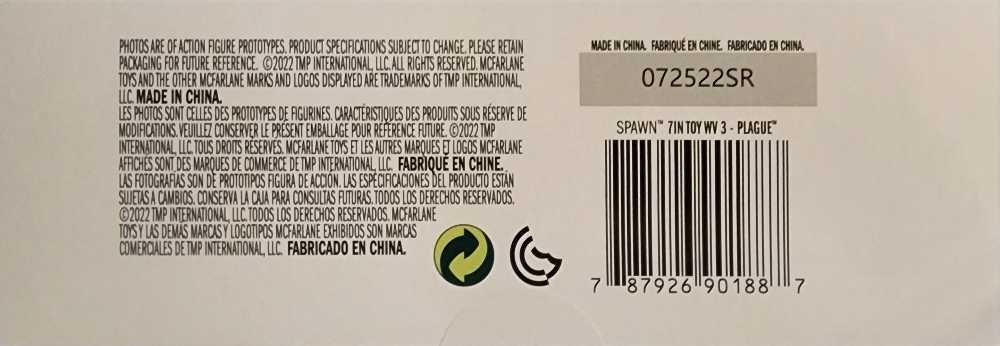 PHOTOS ARE OF ACTION FIGURE PROTOTYPES. PRODUCT SPECIFICATIONS SUBJECT TO CHANGE. PLEASE RETAIN
PACKAGING FOR FUTURE REFERENCE. ©2022 TMP INTERNATIONAL, LLC. ALL RIGHTS RESERVED. MCFARLANE
TOYS AND THE OTHER MCFARLANE MARKS AND LOGOS DISPLAYED ARE TRADEMARKS OF TMP INTERNATIONAL,
LLC. MADE IN CHINA.
LES PHOTOS SONT CELLES DES PROTOTYPES DE FIGURINES. CARACTÉRISTIQUES DES PRODUITS SOUS RÉSERVE DE
MODIFICATIONS. VEUILLEZ CONSERVER LE PRÉSENT EMBALLAGE POUR RÉFÉRENCE FUTURE. ©2022 TMP
INTERNATIONAL, LLC. TOUS DROITS RÉSERVÉS. MCFARLANE TOYS ET LES AUTRES MARQUES ET LOGOS MCFARLANE
AFFICHÉS SONT DES MARQUES DE COMMERCE DE TMP INTERNATIONAL, LLC. FABRIQUÉ EN CHINE.
LAS FOTOGRAFÍAS SON DE PROTOTIPOS FIGURA DE ACCIÓN. LAS ESPECIFICACIONES DEL PRODUCTO ESTÁN
SUJETAS A CAMBIOS. CONSERVA LA CAJA PARA CONSULTAS FUTURAS. TODOS LOS DERECHOS RESERVADOS.
©2022 TMP INTERNATIONAL, LLC. TODOS LOS DERECHOS RESERVADOS. MCFARLANE
TOYS Y LAS DEMÁS MARCAS Y LOGOTIPOS MCFARLANE EXHIBIDOS SON MARCAS
COMERCIALES DE TMP INTERNATIONAL, LLC. FABRICADO EN CHINA.
MADE IN CHINA. FABRIQUÉ EN CHINE. FABRICADO EN CHINA.
072522SR
SPAWN™ 7IN TOY WV 3 - PLAGUE™
7 87926 90188 7